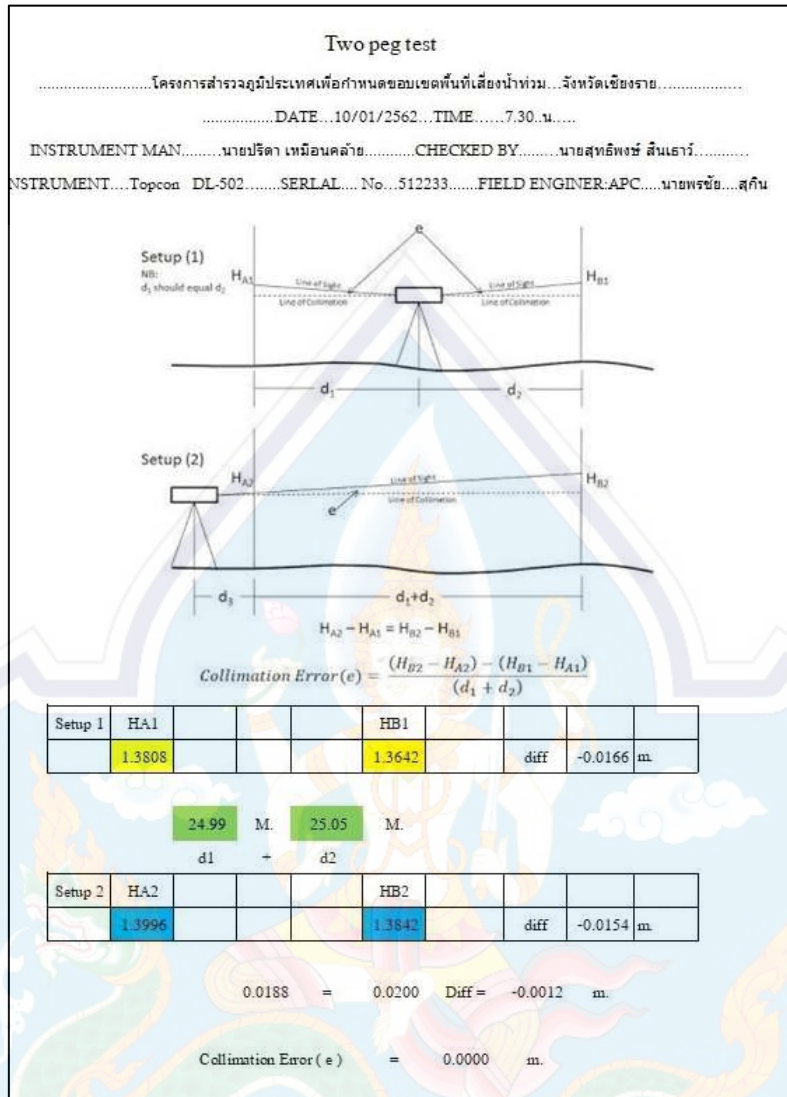 Two peg test
............................โครงการสำรวจภูมิประเทศเพื่อกำหนดขอบเขตพื้นที่เสี่ยงน้ำท่วม...จังหวัดเชียงราย...................
..................DATE...10/01/2562...TIME......7.30..น.....
INSTRUMENT MAN.........นายปริดา เหมือนคล้าย............CHECKED BY.........นายสุทธิพงษ์ สืนเธาว์............
NSTRUMENT....Topcon DL-502........SERLAL.... No...512233.......FIELD ENGINER:APC.....นายพรชัย....สุกิน
e
Setup (1)
NB:
d1 should equal d2
HA1
Line of Sight
Line of Sight
HB1
Line of Collimation
Line of Collimation
d1
d2
Setup (2)
HA2
Line of Sight
HB2
Line of Collimation
e
d3
d1+d2
HA2 – HA1 = HB2 – HB1
Collimation Error(e) = (HB2 − HA2) − (HB1 − HA1) / (d1 + d2)
Setup 1 HA1 HB1
1.3808 1.3642 diff -0.0166 m.
24.99 M. 25.05 M.
d1 + d2
Setup 2 HA2 HB2
1.3996 1.3842 diff -0.0154 m.
0.0188 = 0.0200 Diff = -0.0012 m.
Collimation Error ( e ) = 0.0000 m.